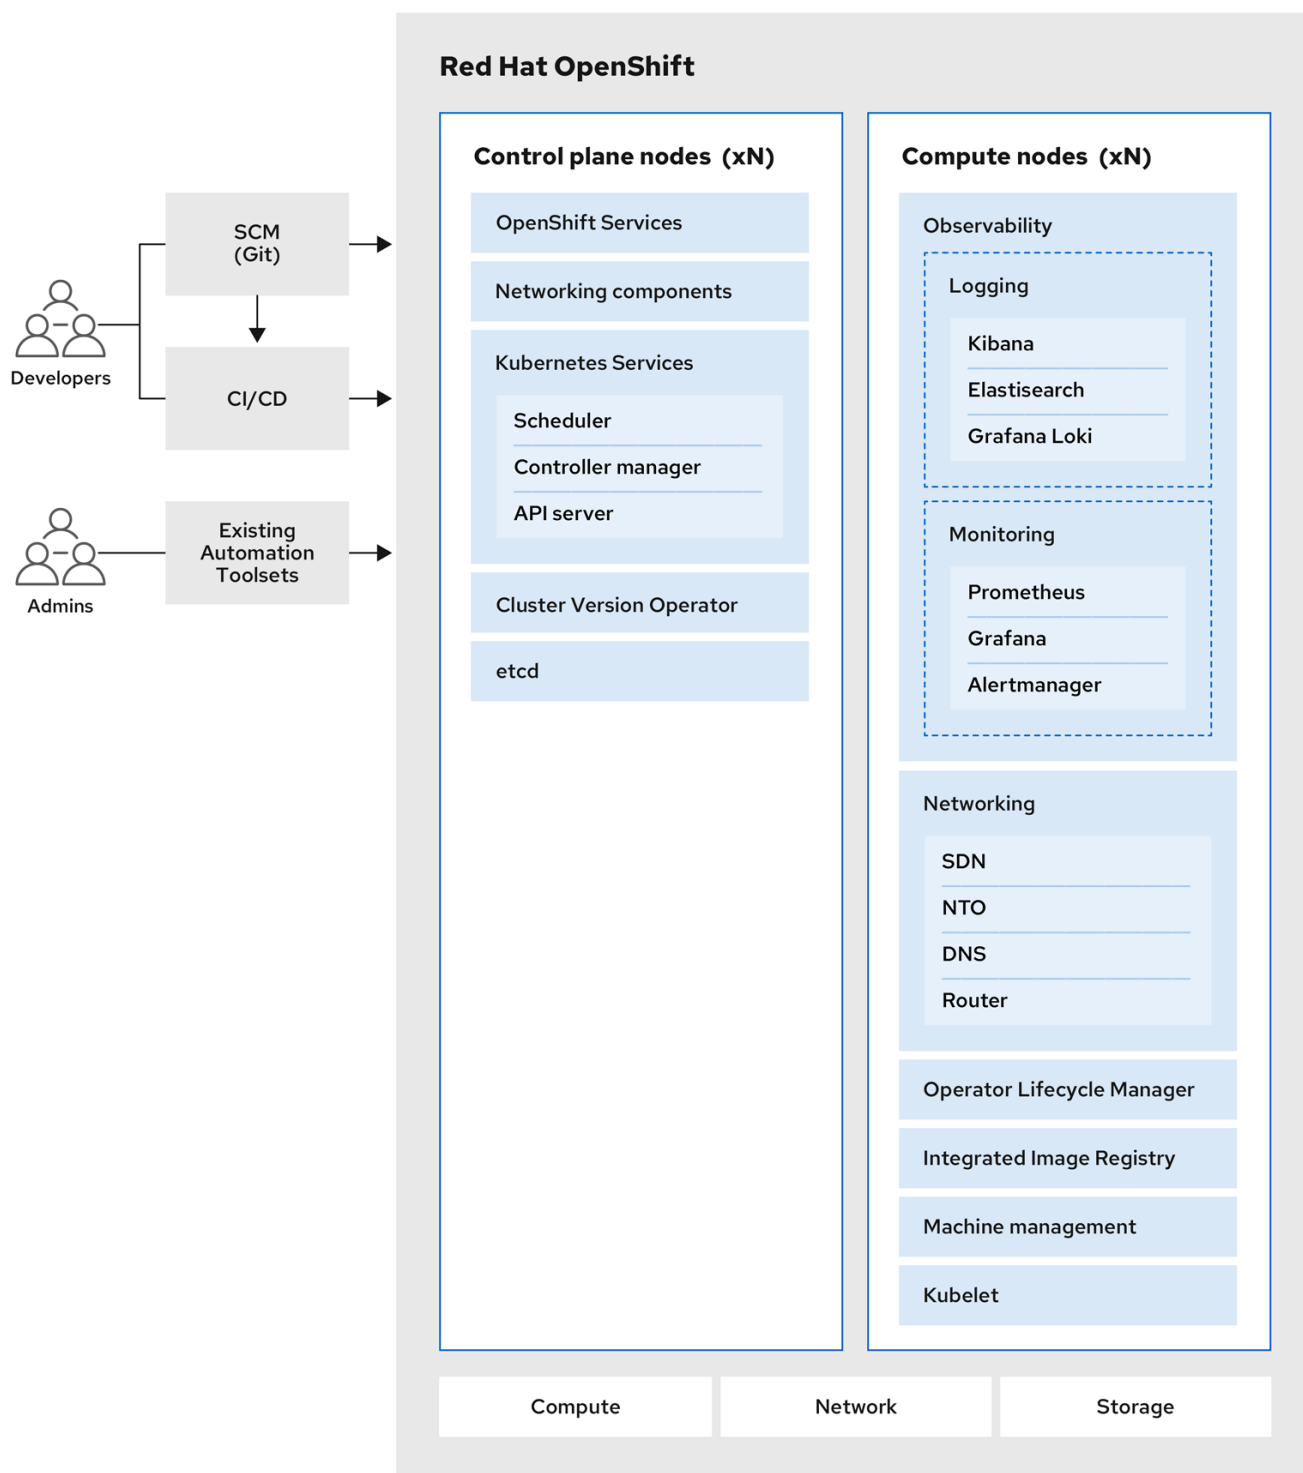 Red Hat OpenShift
SCM
(Git)
CI/CD
Developers
Existing
Automation
Toolsets
Admins
Control plane nodes (xN)
OpenShift Services
Networking components
Kubernetes Services
Scheduler
Controller manager
API server
Cluster Version Operator
etcd
Compute nodes (xN)
Observability
Logging
Kibana
Elastisearch
Grafana Loki
Monitoring
Prometheus
Grafana
Alertmanager
Networking
SDN
NTO
DNS
Router
Operator Lifecycle Manager
Integrated Image Registry
Machine management
Kubelet
Compute
Network
Storage